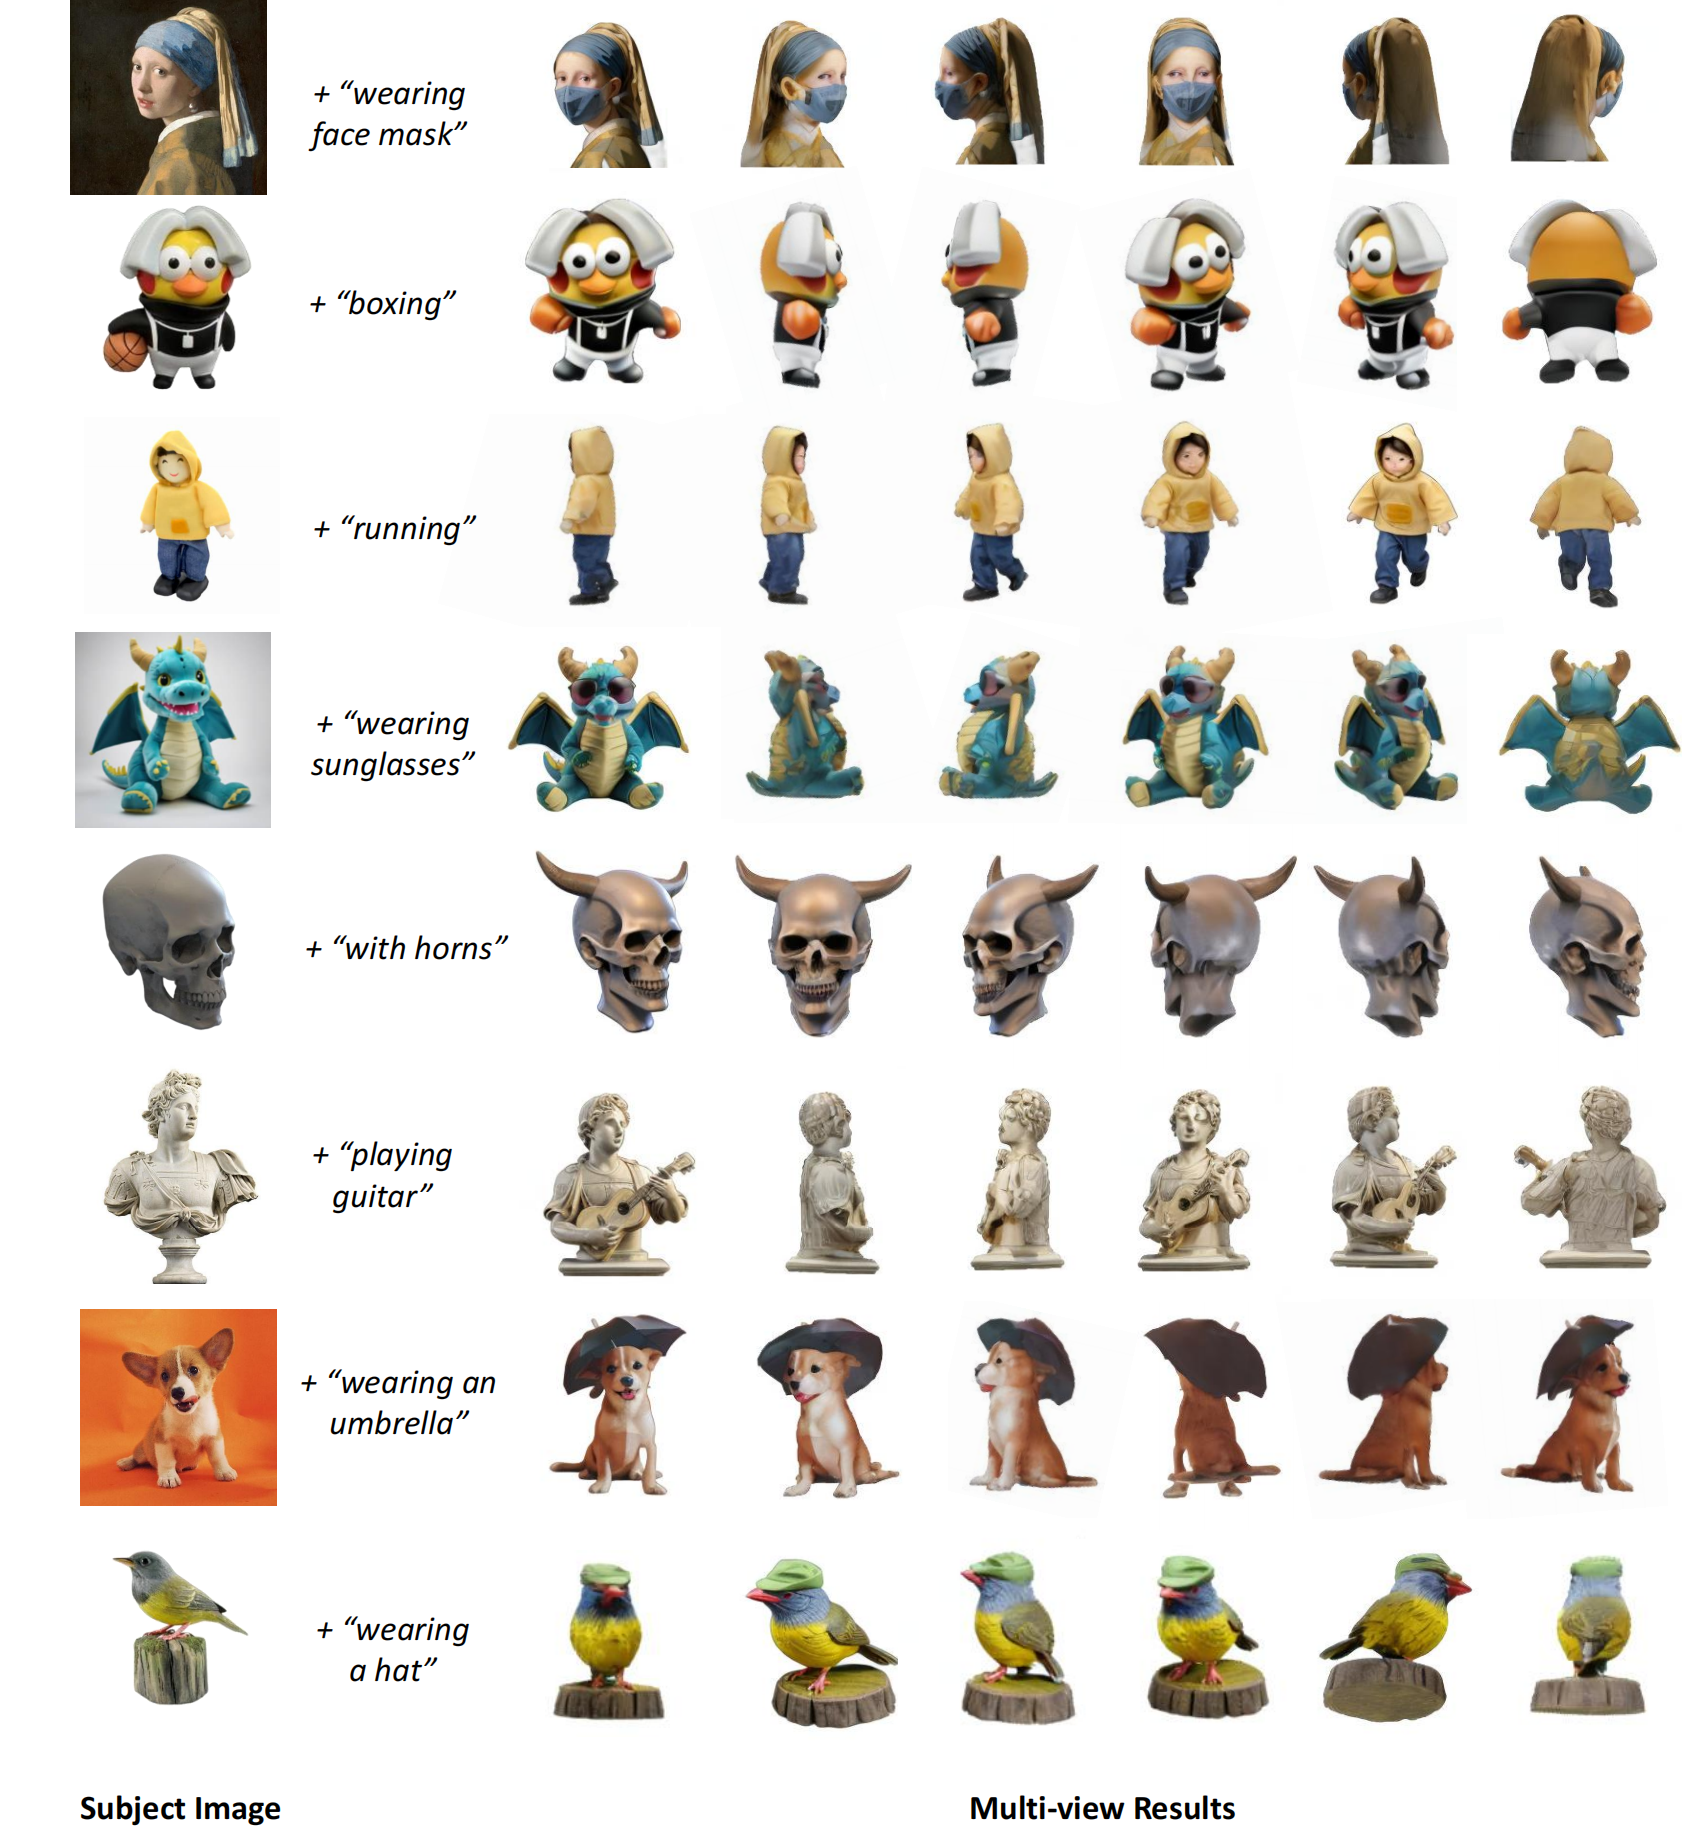 + “wearing
face mask”
+ “boxing”
+ “running”
+ “wearing
sunglasses”
+ “with horns”
+ “playing
guitar”
+ “wearing an
umbrella”
+ “wearing
a hat”
Subject Image
Multi-view Results